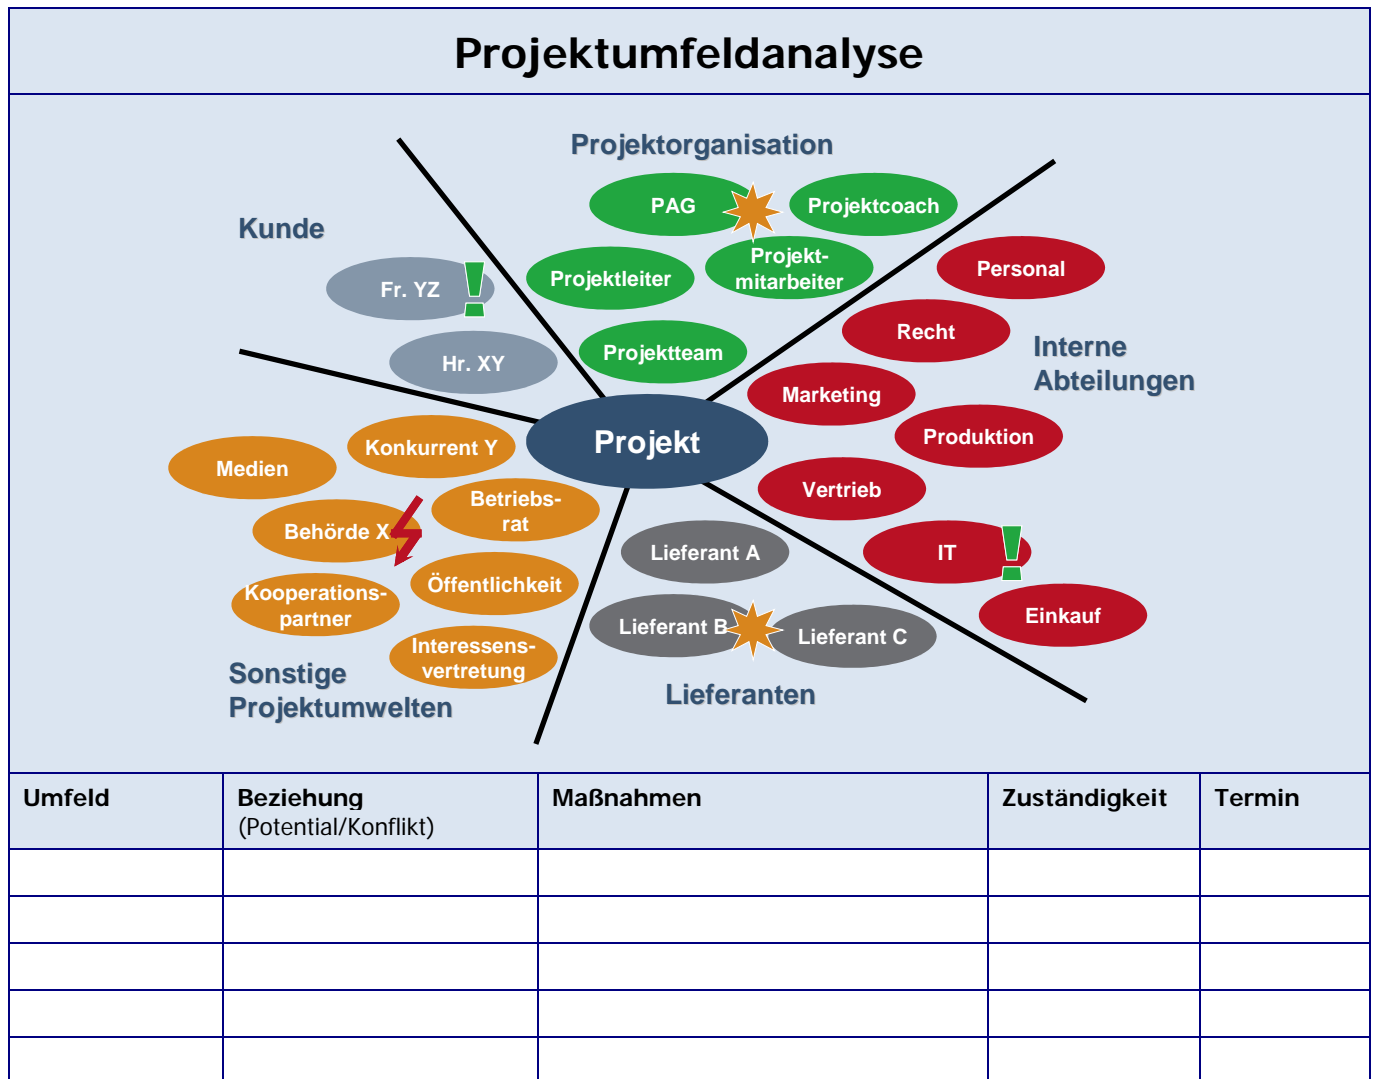 Projektumfeldanalyse
Projektorganisation
PAG
Projektcoach
Projektleiter
Projekt-
mitarbeiter
Projektteam
Kunde
Fr. YZ
!
Hr. XY
Personal
Recht
Interne
Abteilungen
Marketing
Produktion
Vertrieb
IT
!
Einkauf
Projekt
Konkurrent Y
Medien
Betriebs-
rat
Behörde X
Öffentlichkeit
Kooperations-
partner
Interessens-
vertretung
Sonstige
Projektumwelten
Lieferant A
Lieferant B
Lieferant C
Lieferanten
Umfeld
Beziehung
(Potential/Konflikt)
Maßnahmen
Zuständigkeit
Termin